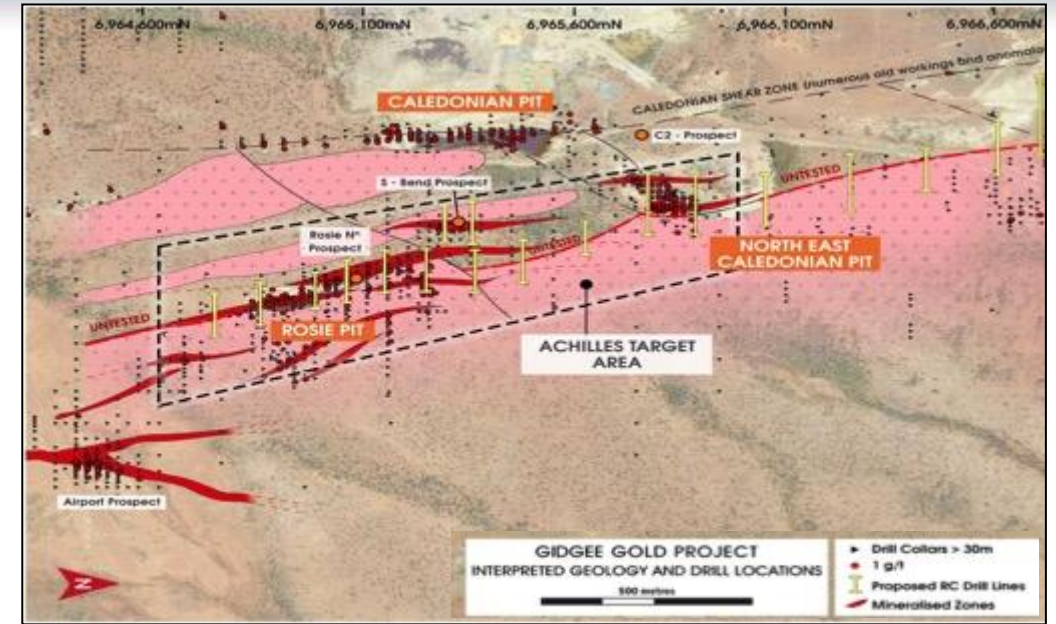 6,964,600mN 6,965,100mN 6,965,600mN 6,966,100mN 6,966,600mN
CALEDONIAN SHEAR ZONE (numerous old workings and anomalo
CALEDONIAN PIT
C2 - Prospect
UNTESTED
S - Bend Prospect
Rosie Nth
Prospect
UNTESTED
NORTH EAST
CALEDONIAN PIT
UNTESTED
ROSIE PIT
ACHILLES TARGET
AREA
Airport Prospect
GIDGEE GOLD PROJECT
INTERPRETED GEOLOGY AND DRILL LOCATIONS
500 metres
Drill Collars > 30m
1 g/t
Proposed RC Drill Lines
Mineralised Zones
N